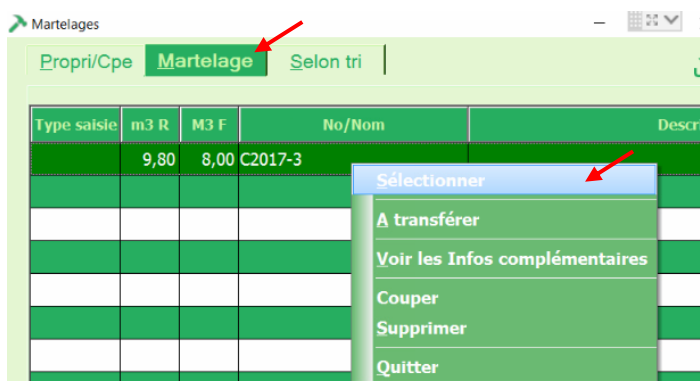 Martelages
Propri/Cpe Martelage Selon tri
Type saisie m3 R M3 F No/Nom Descri
9,80 8,00 C2017-3
Sélectionner
A transférer
Voir les Infos complémentaires
Couper
Supprimer
Quitter